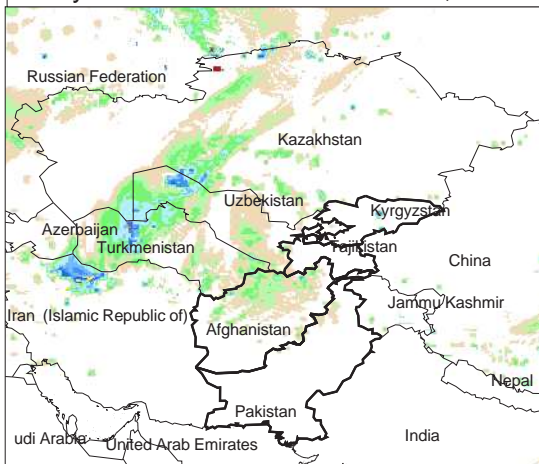 Russian Federation
Kazakhstan
Uzbekistan
Kyrgyzstan
Azerbaijan
Turkmenistan
Tajikistan
China
Jammu/Kashmir
Iran (Islamic Republic of)
Afghanistan
Nepal
Pakistan
udi Arabia
United Arab Emirates
India